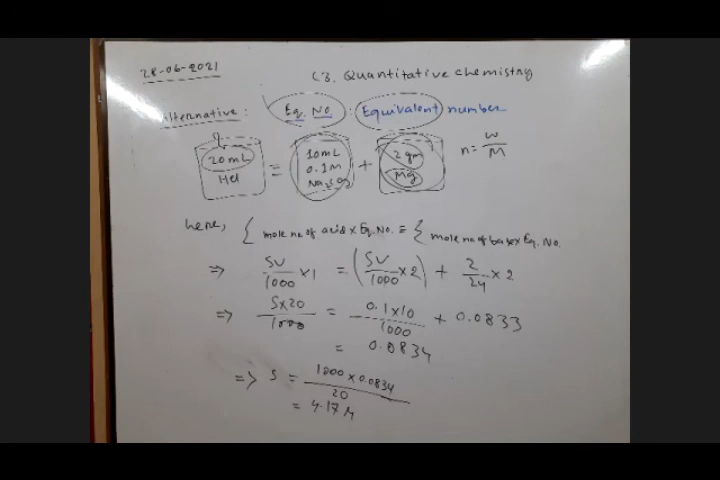 28-06-2021
C3. Quantitative chemistry
Alternative: Eq. No : Equivalent number
20 mL HCl = 10mL 0.1M Na2CO3 + 2 gm Mg n = W/M
here, { mole no of acid x Eq. No. = { mole no of base x Eq. No.
=> SV/1000 x 1 = (SV/1000 x 2) + 2/24 x 2
=> S x 20/1000 = 0.1 x 10/1000 + 0.0833
= 0.0834
=> S = 1000 x 0.0834/20
= 4.17 M